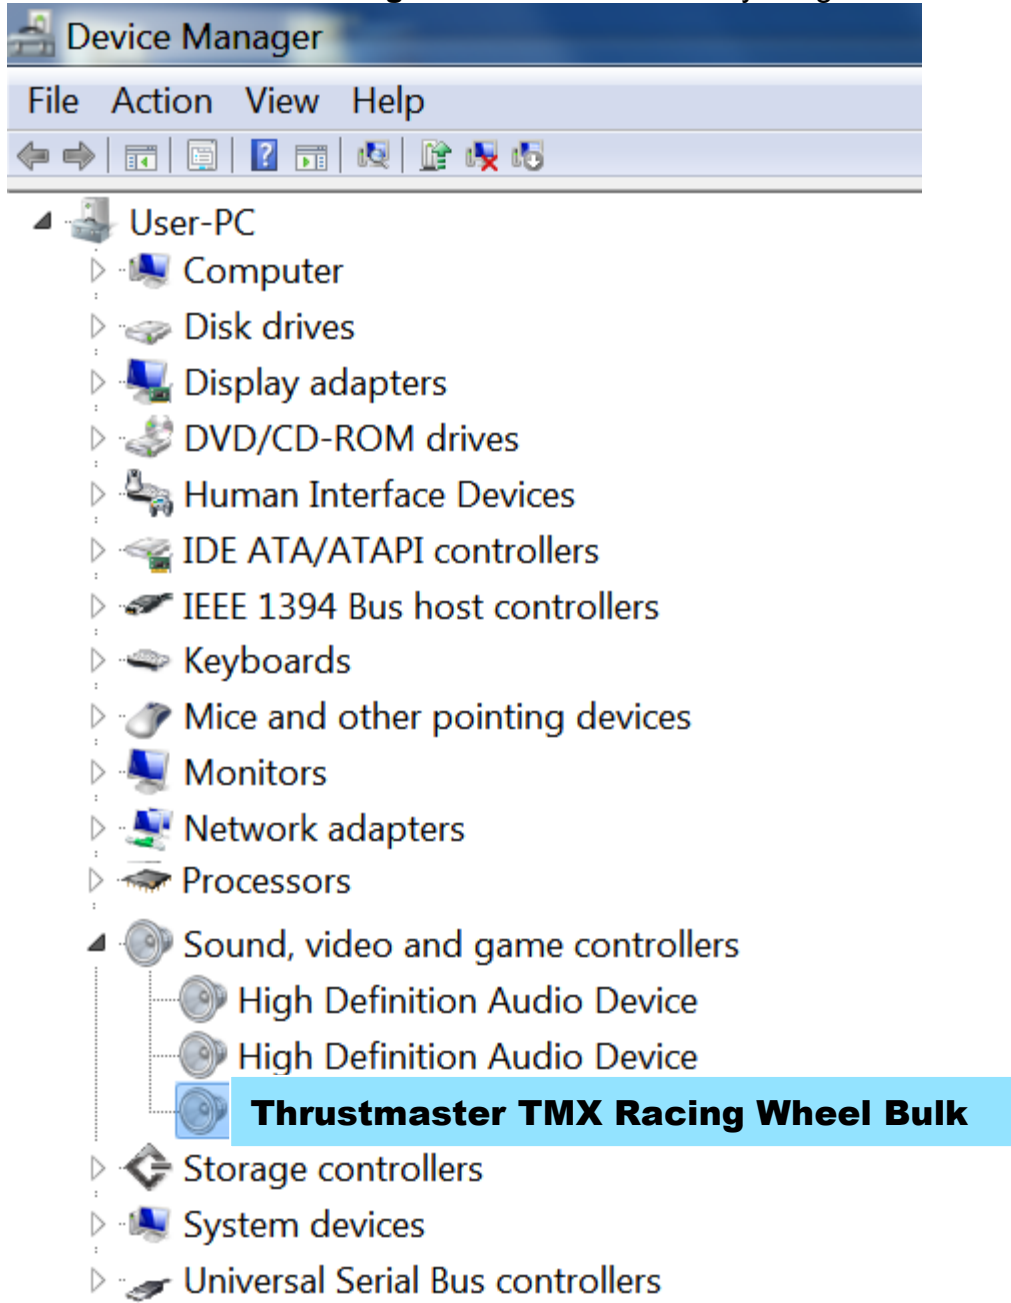 Device Manager
File Action View Help
User-PC
Computer
Disk drives
Display adapters
DVD/CD-ROM drives
Human Interface Devices
IDE ATA/ATAPI controllers
IEEE 1394 Bus host controllers
Keyboards
Mice and other pointing devices
Monitors
Network adapters
Processors
Sound, video and game controllers
High Definition Audio Device
High Definition Audio Device
Thrustmaster TMX Racing Wheel Bulk
Storage controllers
System devices
Universal Serial Bus controllers